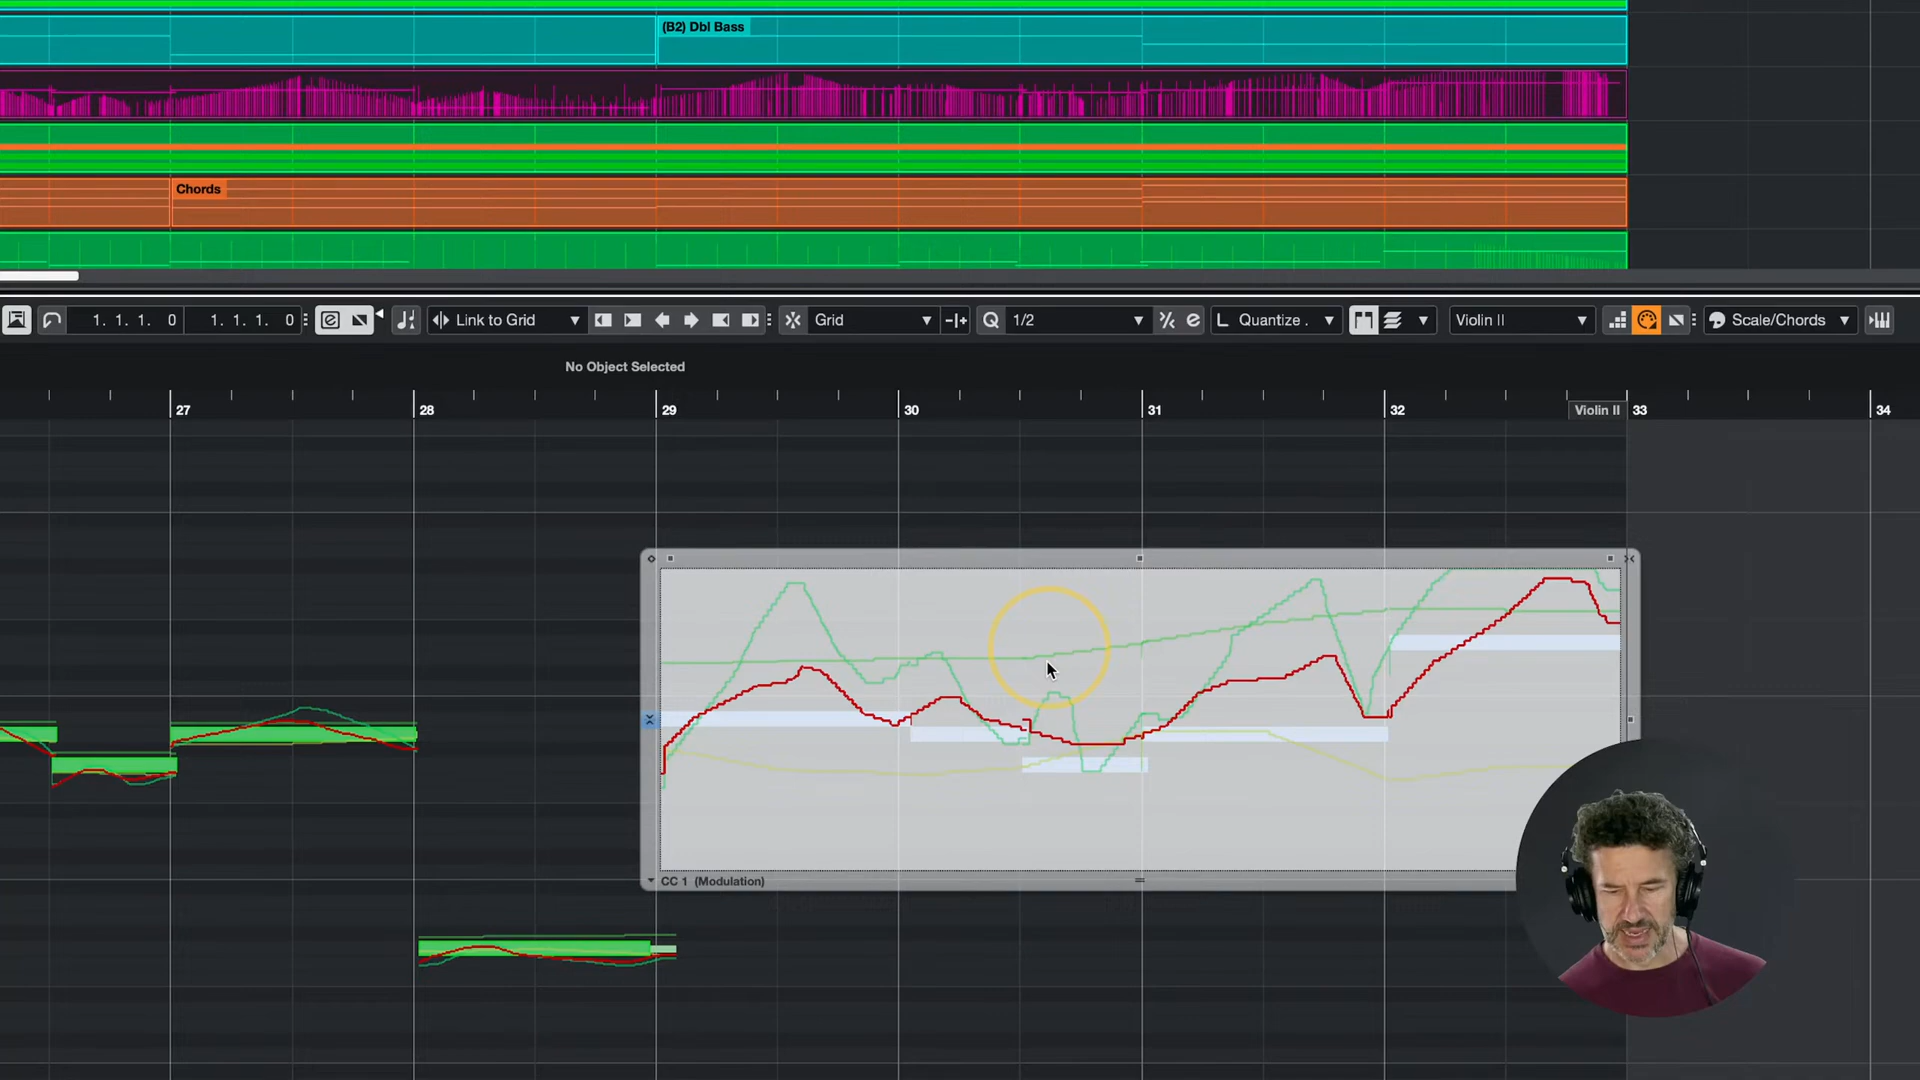 (B2) Dbl Bass
Chords
1. 1. 1. 0 1. 1. 1. 0 Link to Grid Grid 1/2 Quantize . Violin II Scale/Chords
No Object Selected
27 28 29 30 31 32 Violin II 33 34
CC 1 (Modulation)